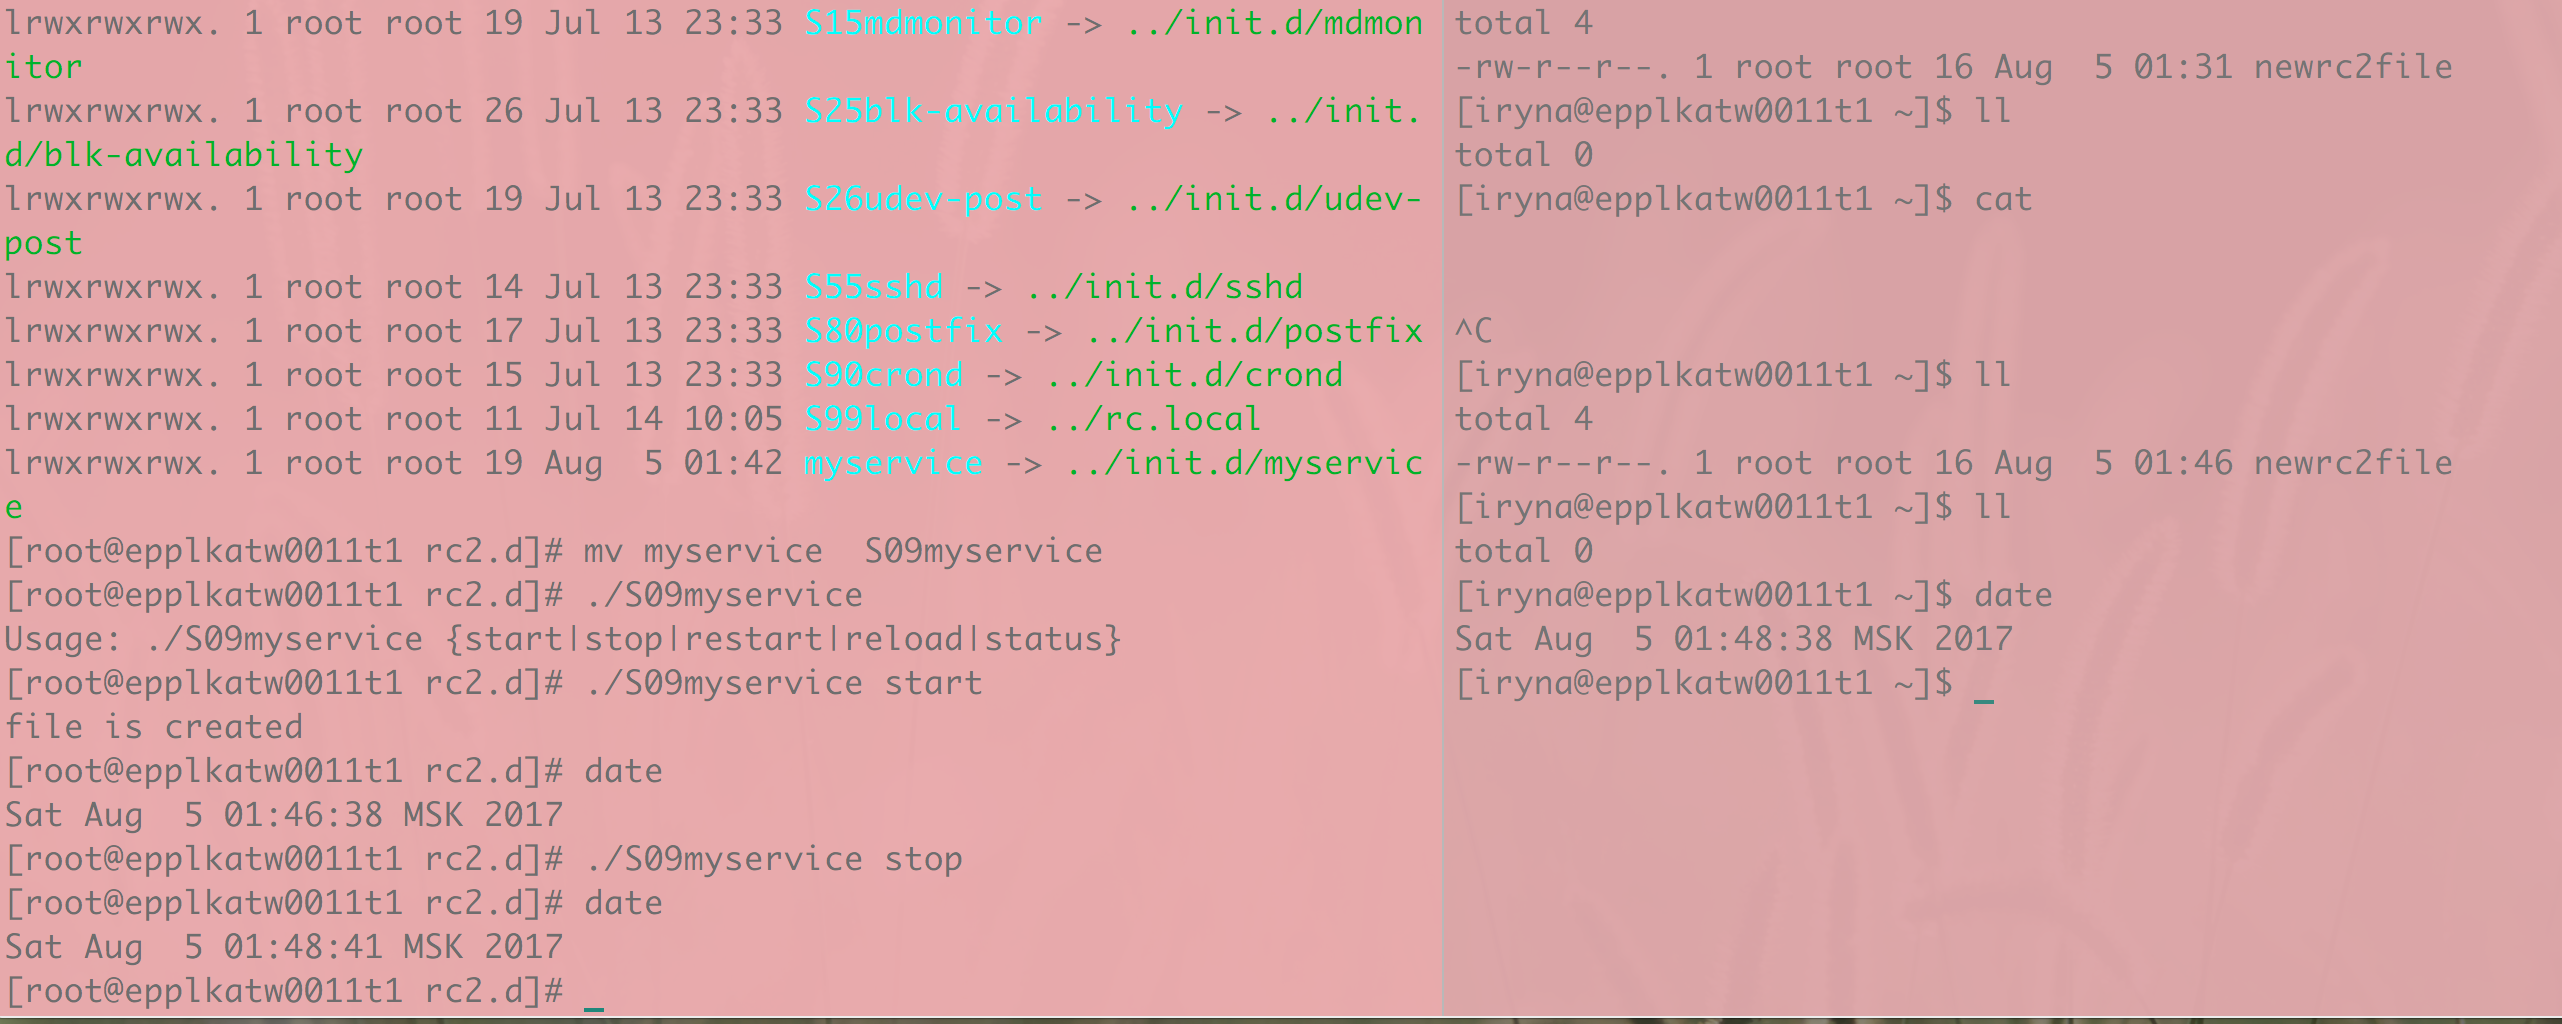 lrwxrwxrwx. 1 root root 19 Jul 13 23:33 S15mdmonitor -> ../init.d/mdmon
itor
lrwxrwxrwx. 1 root root 26 Jul 13 23:33 S25blk-availability -> ../init.
d/blk-availability
lrwxrwxrwx. 1 root root 19 Jul 13 23:33 S26udev-post -> ../init.d/udev-
post
lrwxrwxrwx. 1 root root 14 Jul 13 23:33 S55sshd -> ../init.d/sshd
lrwxrwxrwx. 1 root root 17 Jul 13 23:33 S80postfix -> ../init.d/postfix
lrwxrwxrwx. 1 root root 15 Jul 13 23:33 S90crond -> ../init.d/crond
lrwxrwxrwx. 1 root root 11 Jul 14 10:05 S99local -> ../rc.local
lrwxrwxrwx. 1 root root 19 Aug  5 01:42 myservice -> ../init.d/myservic
e
[root@epplkatw0011t1 rc2.d]# mv myservice  S09myservice
[root@epplkatw0011t1 rc2.d]# ./S09myservice
Usage: ./S09myservice {start|stop|restart|reload|status}
[root@epplkatw0011t1 rc2.d]# ./S09myservice start
file is created
[root@epplkatw0011t1 rc2.d]# date
Sat Aug  5 01:46:38 MSK 2017
[root@epplkatw0011t1 rc2.d]# ./S09myservice stop
[root@epplkatw0011t1 rc2.d]# date
Sat Aug  5 01:48:41 MSK 2017
[root@epplkatw0011t1 rc2.d]# _
total 4
-rw-r--r--. 1 root root 16 Aug  5 01:31 newrc2file
[iryna@epplkatw0011t1 ~]$ ll
total 0
[iryna@epplkatw0011t1 ~]$ cat
^C
[iryna@epplkatw0011t1 ~]$ ll
total 4
-rw-r--r--. 1 root root 16 Aug  5 01:46 newrc2file
[iryna@epplkatw0011t1 ~]$ ll
total 0
[iryna@epplkatw0011t1 ~]$ date
Sat Aug  5 01:48:38 MSK 2017
[iryna@epplkatw0011t1 ~]$ _